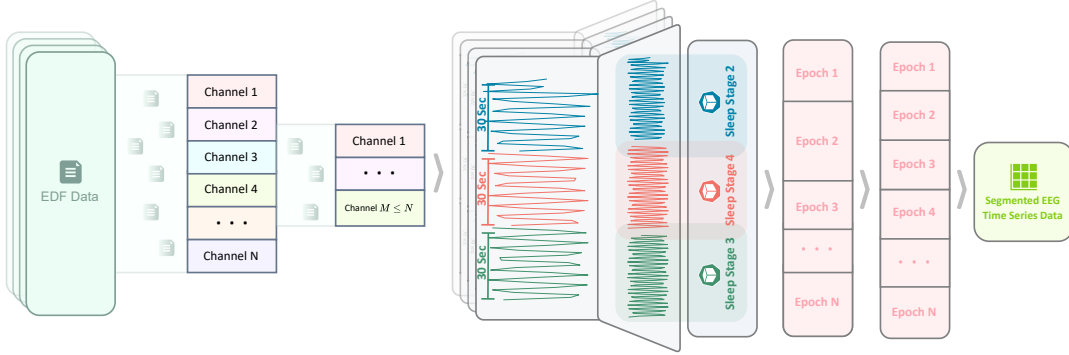 EDF Data
Channel 1
Channel 2
Channel 3
Channel 4
• • •
Channel N
Channel 1
• • •
Channel M ≤ N
30 Sec
30 Sec
30 Sec
Sleep Stage 2
Sleep Stage 4
Sleep Stage 3
Epoch 1
Epoch 2
Epoch 3
• • •
Epoch N
Epoch 1
Epoch 2
Epoch 3
Epoch 4
• • •
Epoch N
Segmented EEG
Time Series Data